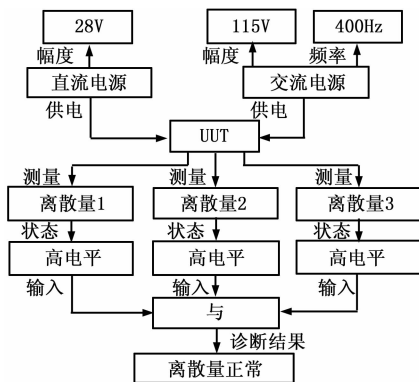 28V
115V
400Hz
幅度
幅度
频率
直流电源
交流电源
供电
供电
UUT
测量
测量
测量
离散量1
离散量2
离散量3
状态
状态
状态
高电平
高电平
高电平
输入
输入
输入
与
诊断结果
离散量正常